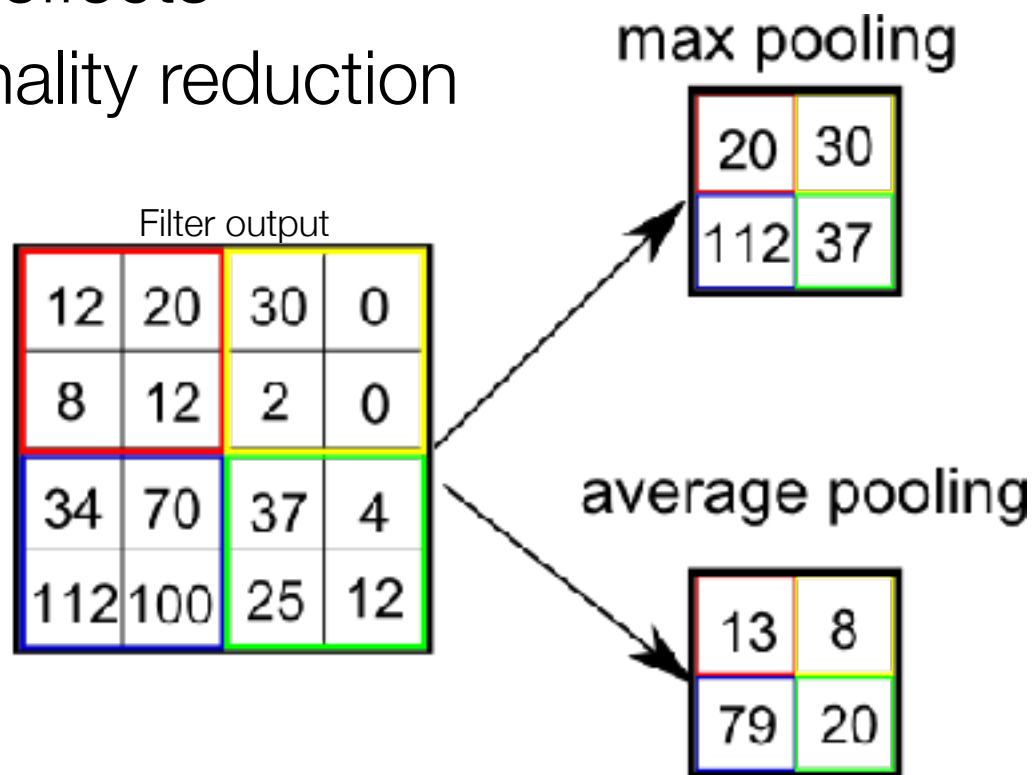 effects
nality reduction
max pooling
20 30
112 37
Filter output
12 20 30 0
8 12 2 0
34 70 37 4
112 100 25 12
average pooling
13 8
79 20